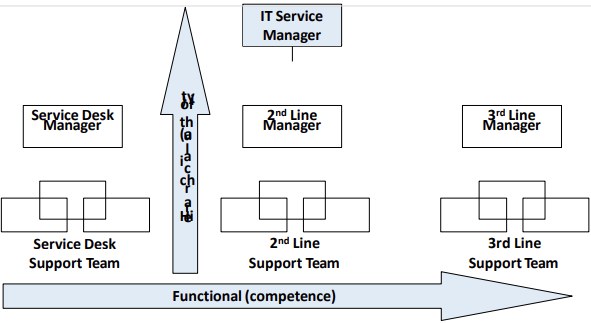 IT Service
Manager
Service Desk
Manager
2nd Line
Manager
3rd Line
Manager
Service Desk
Support Team
2nd Line
Support Team
3rd Line
Support Team
Functional (competence)